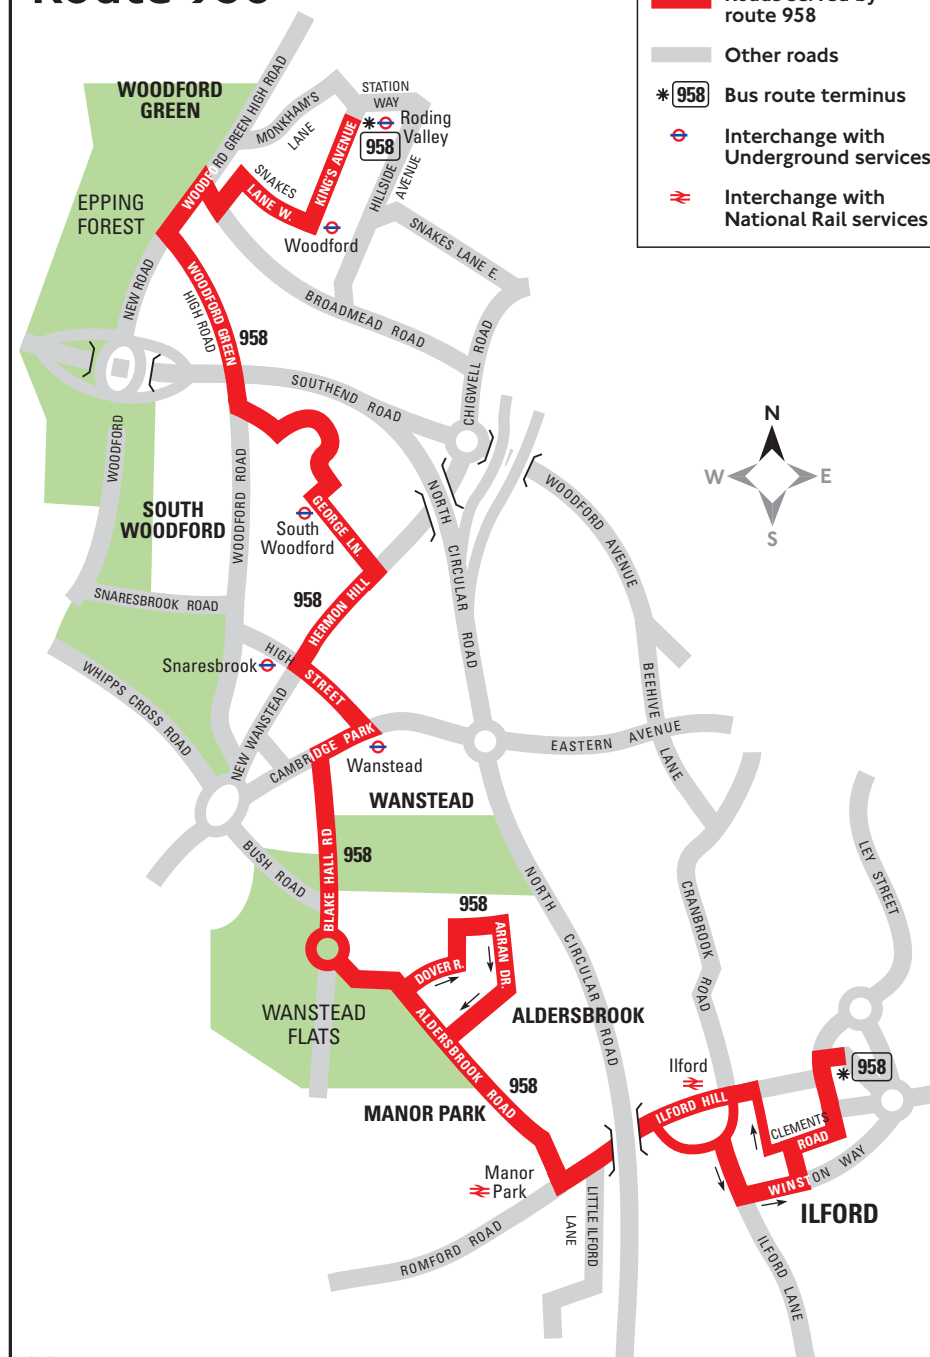 Route 958
Roads served by
route 958
Other roads
958 Bus route terminus
Interchange with
Underground services
Interchange with
National Rail services
WOODFORD
GREEN
WOODFORD GREEN HIGH ROAD
MONKHAM'S
LANE
STATION
WAY
Roding
Valley
958
KING'S AVENUE
HILLSIDE
AVENUE
SNAKES
LANE W.
EPPING
FOREST
Woodford
SNAKES LANE E.
NEW ROAD
WOODFORD GREEN
HIGH ROAD
958
BROADMEAD ROAD
CHIGWELL ROAD
SOUTHEND ROAD
N
W
E
S
WOODFORD
WOODFORD ROAD
SOUTH
WOODFORD
GEORGE LN.
South
Woodford
NORTH CIRCULAR ROAD
WOODFORD AVENUE
SNARESBROOK ROAD
958
HERMON HILL
Snaresbrook
HIGH STREET
WHIPPS CROSS ROAD
NEW WANSTEAD
CAMBRIDGE PARK
Wanstead
EASTERN AVENUE
BEEHIVE LANE
WANSTEAD
BUSH ROAD
BLAKE HALL RD
958
LEY STREET
NORTH CIRCULAR ROAD
CRANBROOK ROAD
958
DOVER R.
ARRAN DR.
ALDERSBROOK
WANSTEAD
FLATS
ALDERSBROOK ROAD
958
MANOR PARK
Ilford
958
ILFORD HILL
CLEMENTS
ROAD
WINSTON WAY
Manor
Park
ILFORD
LITTLE ILFORD
LANE
ROMFORD ROAD
ILFORD LANE